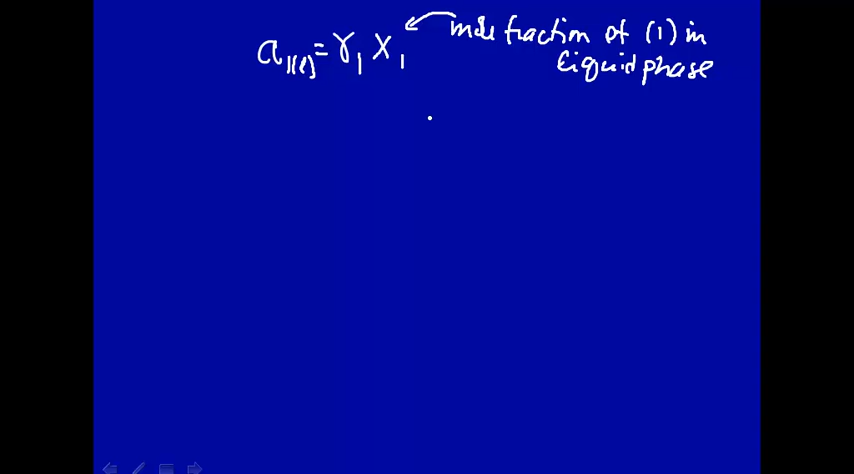 a₁(ℓ) = γ₁ X₁
mole fraction of (1) in
liquid phase